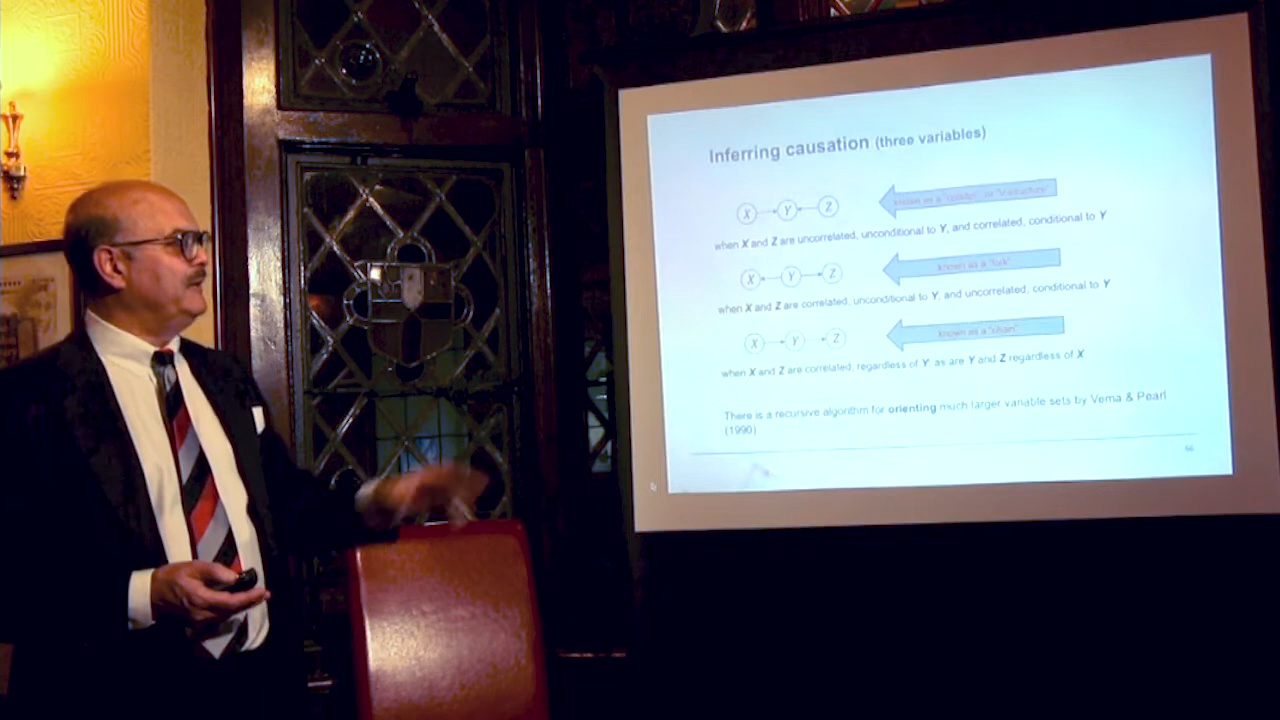 Inferring causation (three variables)
X Y Z
known as a "collider" or "V-structure"
when X and Z are uncorrelated, unconditional to Y, and correlated, conditional to Y
X Y Z
known as a "fork"
when X and Z are correlated, unconditional to Y, and uncorrelated, conditional to Y
X Y Z
known as a "chain"
when X and Z are correlated, regardless of Y; as are Y and Z regardless of X
There is a recursive algorithm for orienting much larger variable sets by Verma & Pearl
(1990)